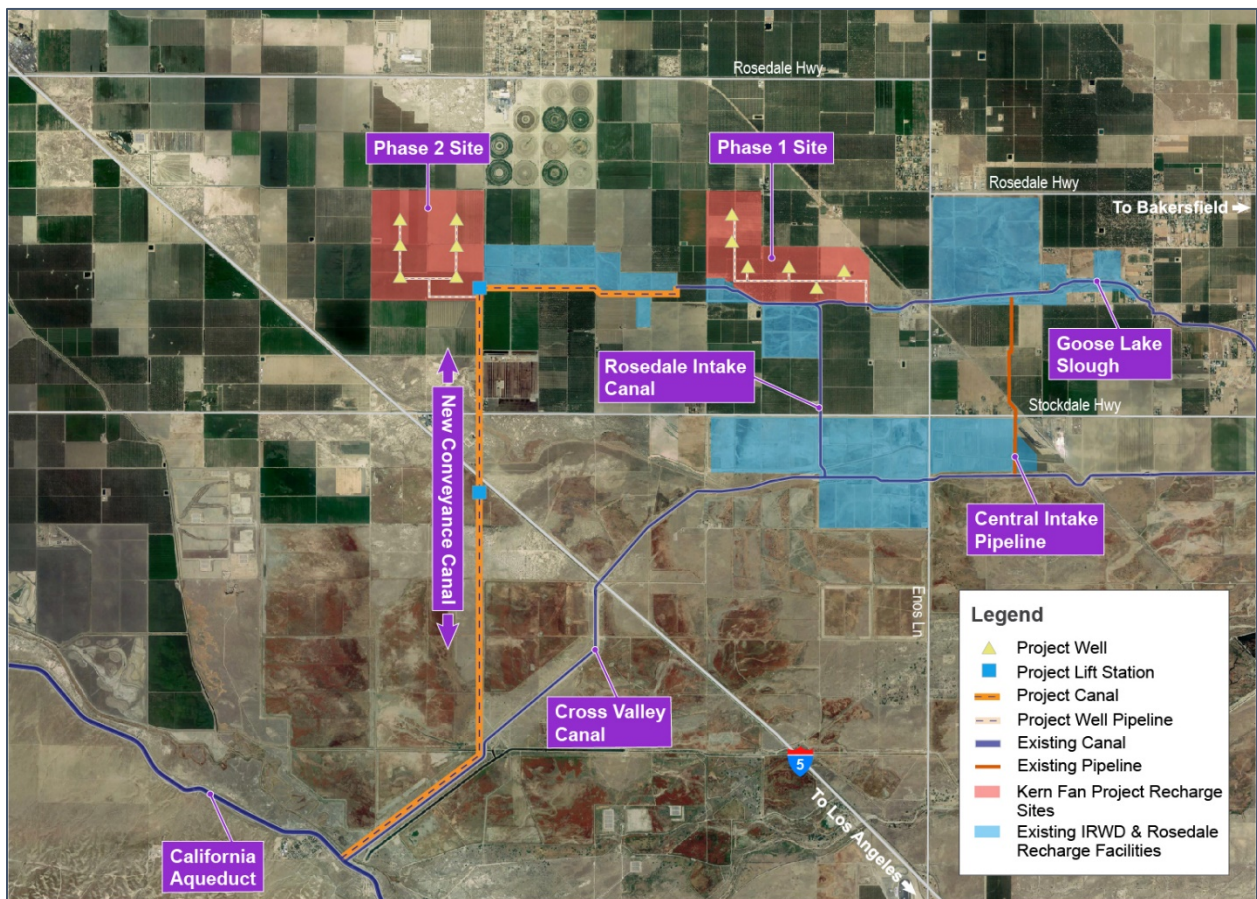 Rosedale Hwy
Phase 2 Site
Phase 1 Site
Rosedale Hwy
To Bakersfield
Goose Lake
Slough
Rosedale Intake
Canal
Stockdale Hwy
New Conveyance Canal
Central Intake
Pipeline
Enos Ln
Cross Valley
Canal
5
To Los Angeles
California
Aqueduct
Legend
Project Well
Project Lift Station
Project Canal
Project Well Pipeline
Existing Canal
Existing Pipeline
Kern Fan Project Recharge
Sites
Existing IRWD & Rosedale
Recharge Facilities